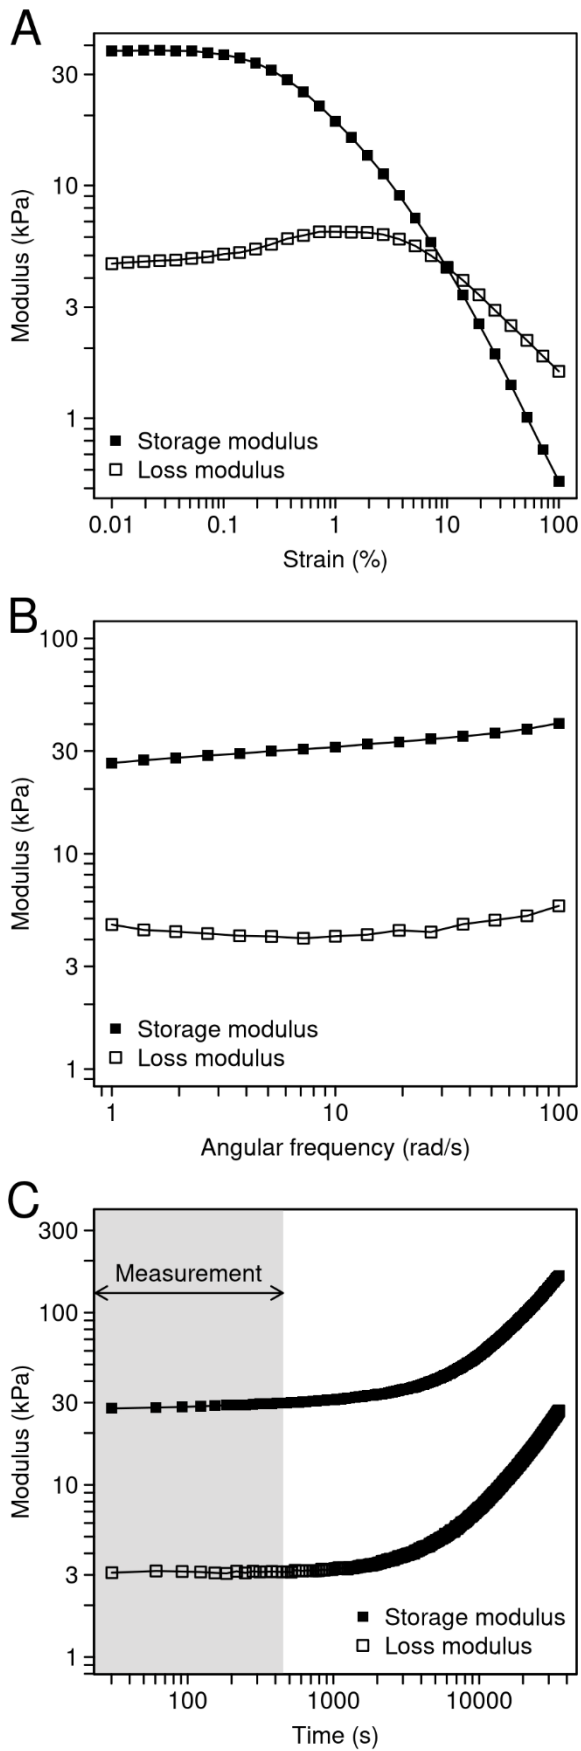 A
30
10
3
1
Modulus (kPa)
Storage modulus
Loss modulus
0.01 0.1 1 10 100
Strain (%)
B
100
30
10
3
1
Modulus (kPa)
Storage modulus
Loss modulus
1 10 100
Angular frequency (rad/s)
C
300
100
30
10
3
1
Modulus (kPa)
Measurement
Storage modulus
Loss modulus
100 1000 10000
Time (s)